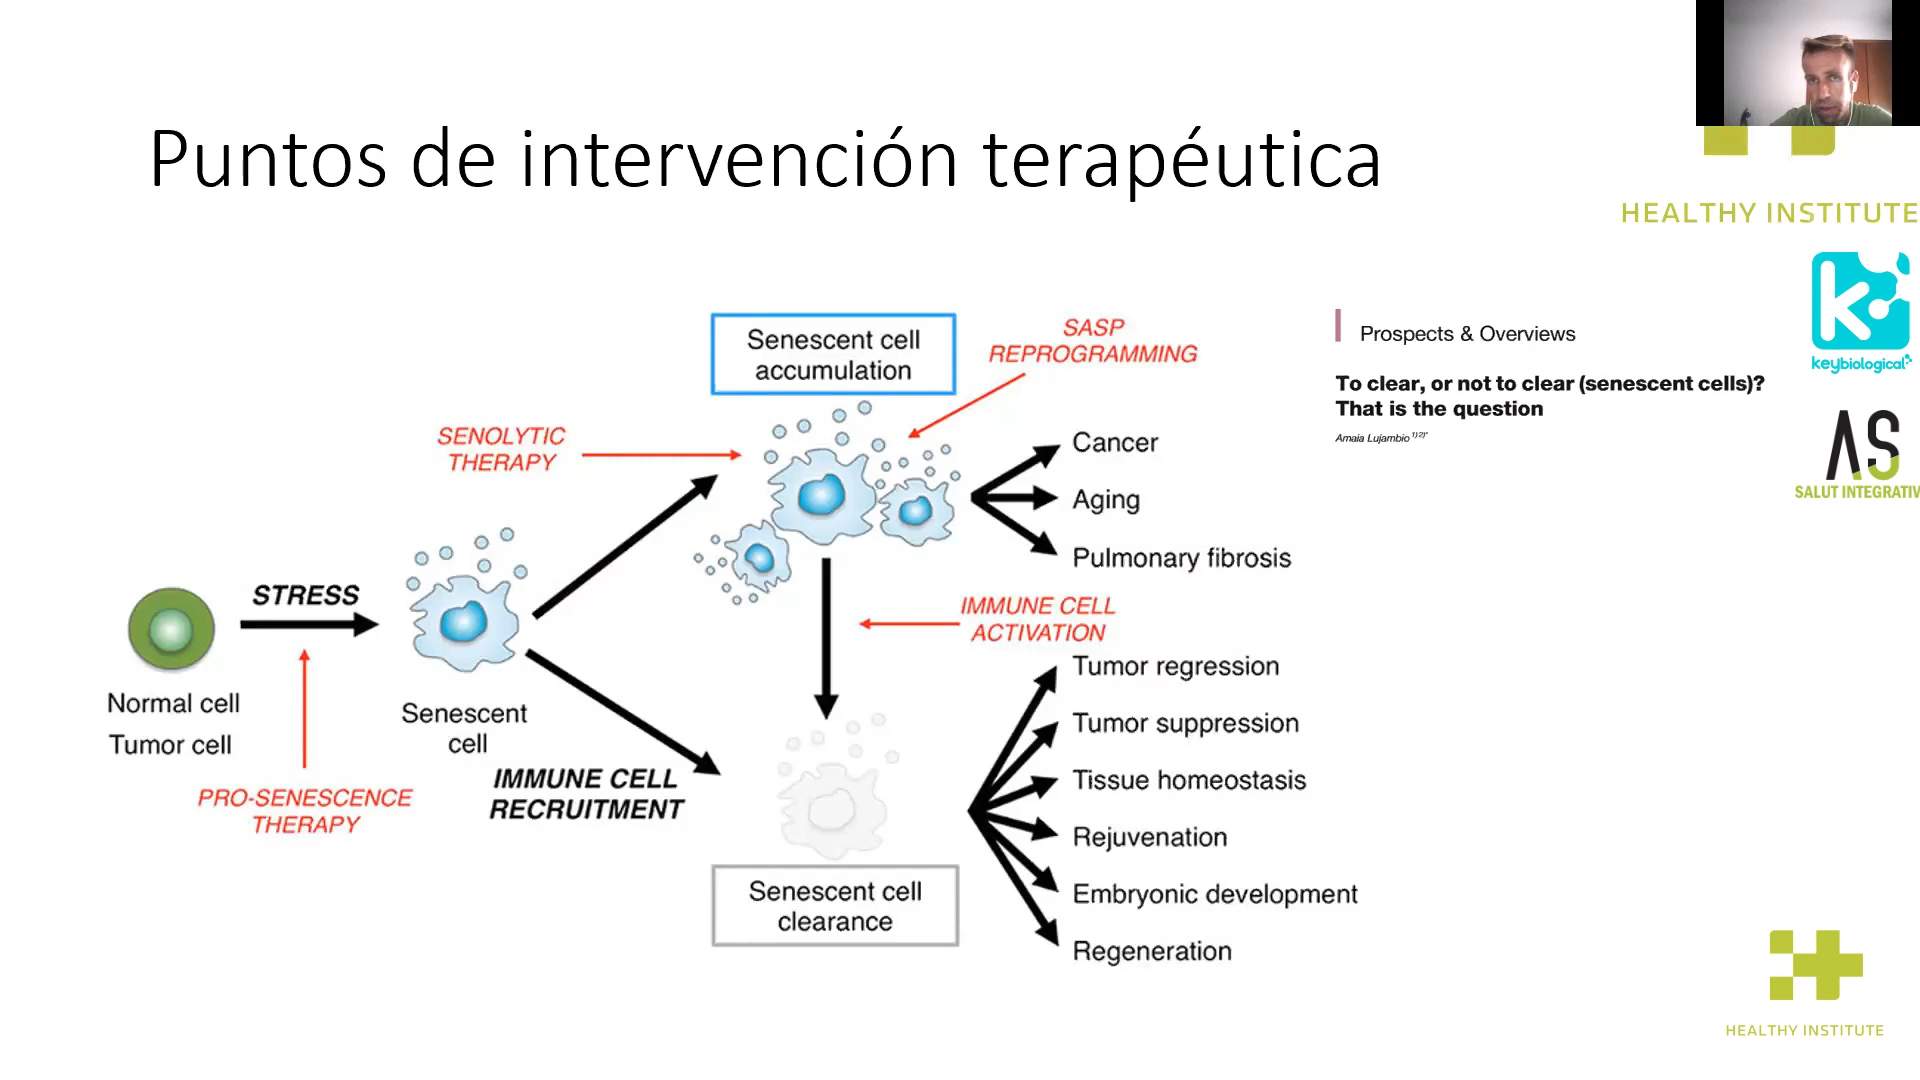 Puntos de intervención terapéutica
HEALTHY INSTITUTE
keybiological
AS
SALUT INTEGRATIV
Prospects & Overviews
To clear, or not to clear (senescent cells)?
That is the question
Amaia Lujambio 1)2)*
Senescent cell
accumulation
SASP
REPROGRAMMING
SENOLYTIC
THERAPY
Cancer
Aging
Pulmonary fibrosis
STRESS
IMMUNE CELL
ACTIVATION
Normal cell
Tumor cell
Senescent
cell
PRO-SENESCENCE
THERAPY
IMMUNE CELL
RECRUITMENT
Tumor regression
Tumor suppression
Tissue homeostasis
Rejuvenation
Embryonic development
Regeneration
Senescent cell
clearance
HEALTHY INSTITUTE